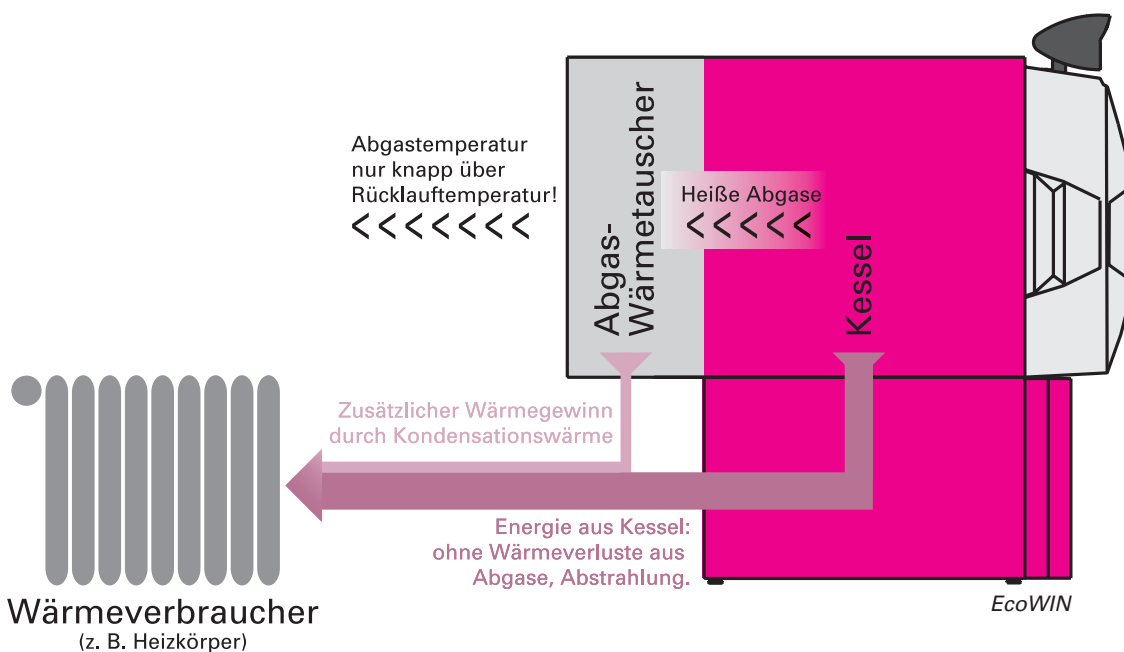 Abgastemperatur
nur knapp über
Rücklauftemperatur!
Abgas-
Wärmetauscher
Heiße Abgase
Kessel
Zusätzlicher Wärmegewinn
durch Kondensationswärme
Energie aus Kessel:
ohne Wärmeverluste aus
Abgase, Abstrahlung.
Wärmeverbraucher
(z. B. Heizkörper)
EcoWIN